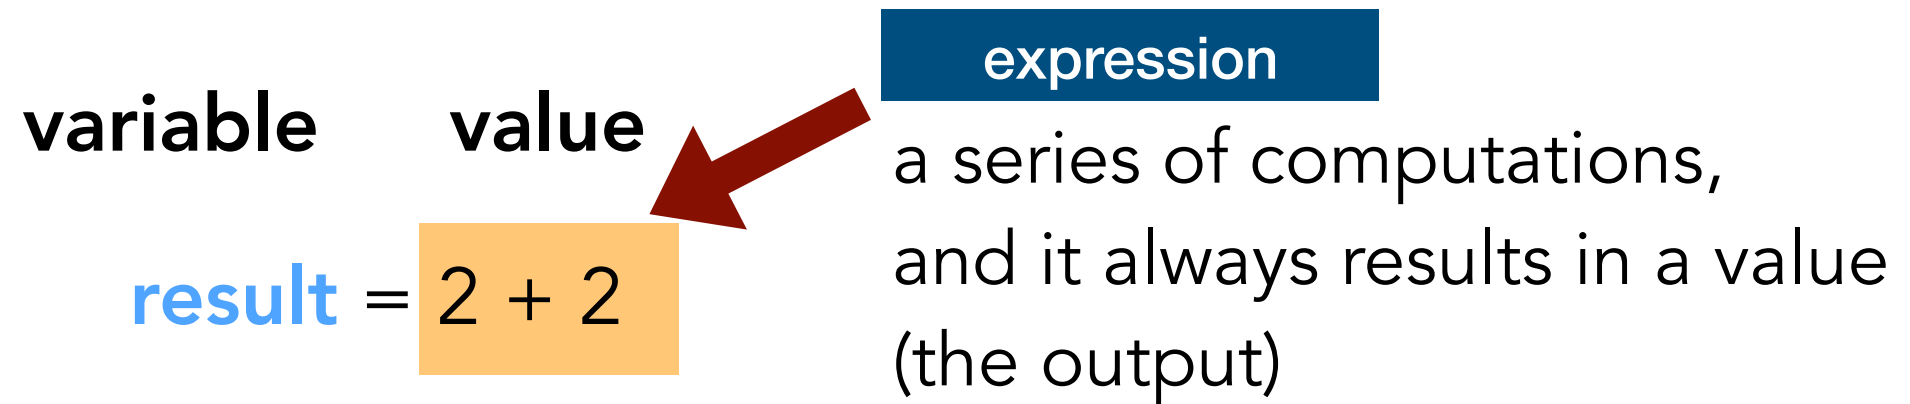 variable value
result = 2 + 2
expression
a series of computations,
and it always results in a value
(the output)